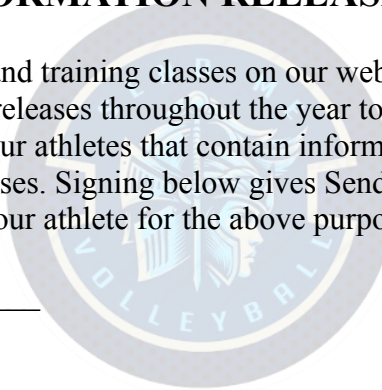 ORMATION RELEAS
nd training classes on our web
releases throughout the year to
ur athletes that contain inform
ses. Signing below gives Send
our athlete for the above purpo
VOLLEYBALL